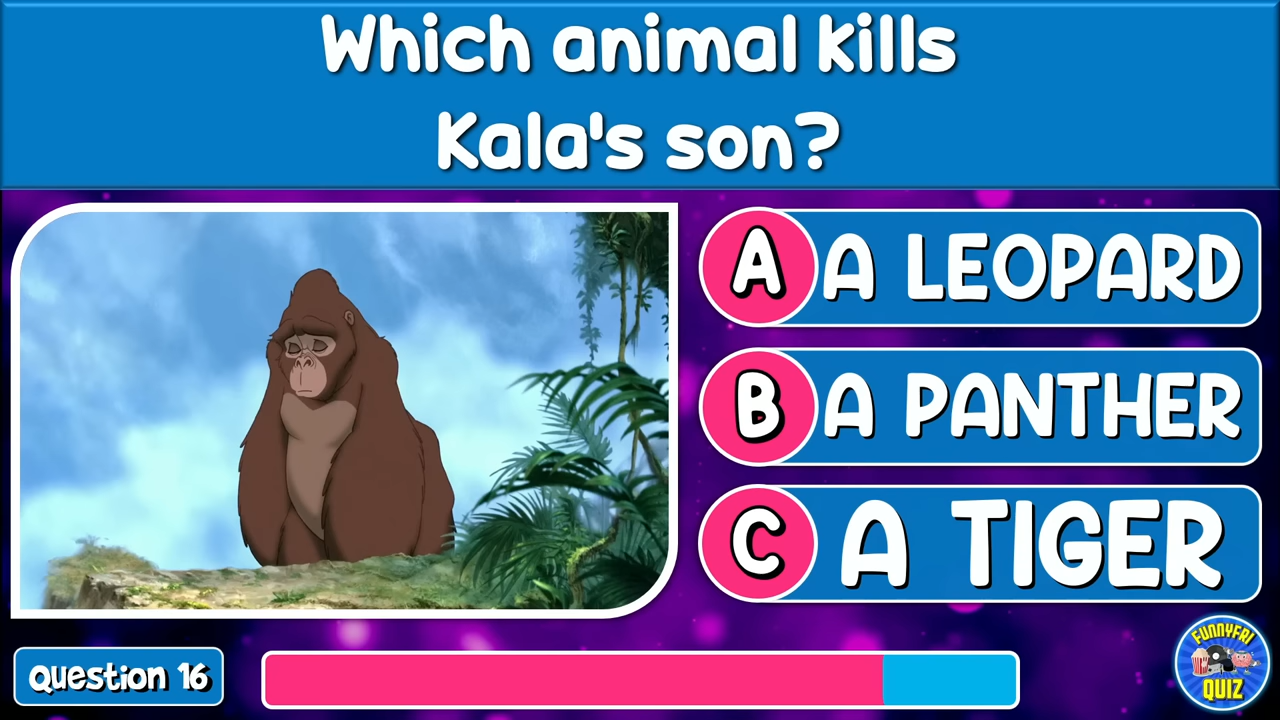 Which animal kills
Kala's son?
A A LEOPARD
B A PANTHER
C A TIGER
Question 16
FUNNYFRI
QUIZ